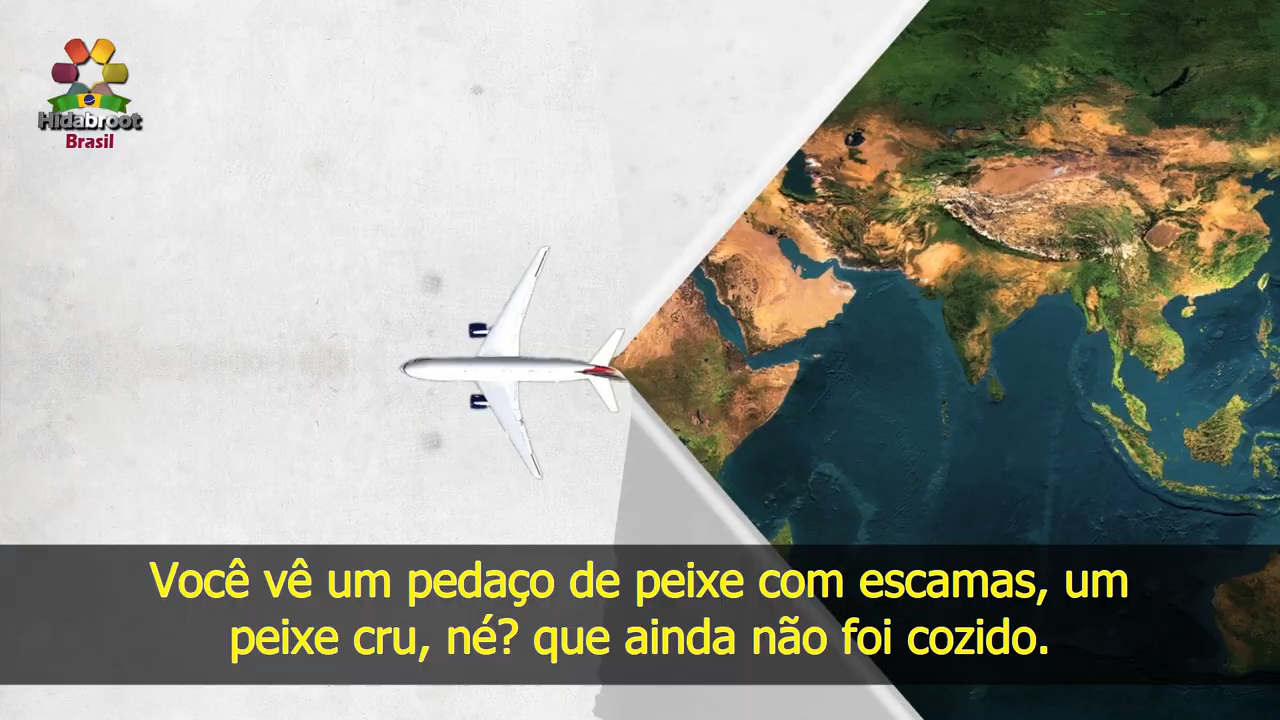 Hidabroot
Brasil
Você vê um pedaço de peixe com escamas, um
peixe cru, né? que ainda não foi cozido.